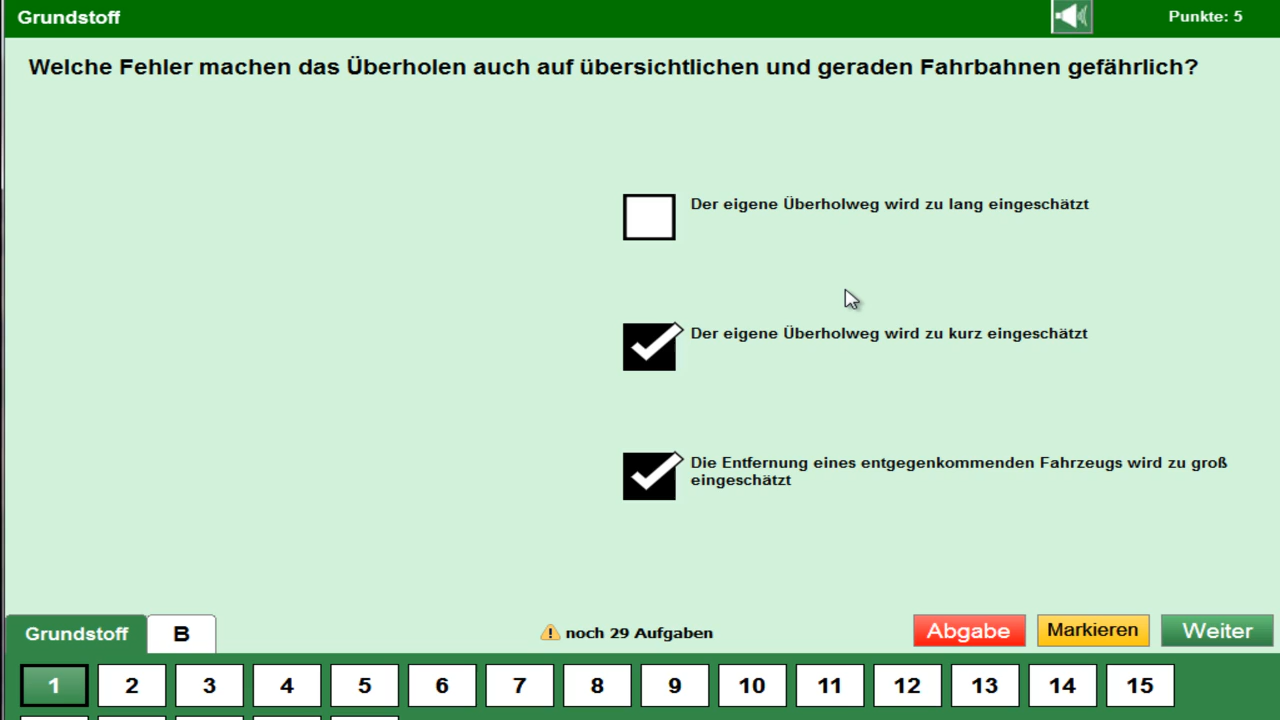 Grundstoff
Punkte: 5
Welche Fehler machen das Überholen auch auf übersichtlichen und geraden Fahrbahnen gefährlich?
Der eigene Überholweg wird zu lang eingeschätzt
Der eigene Überholweg wird zu kurz eingeschätzt
Die Entfernung eines entgegenkommenden Fahrzeugs wird zu groß
eingeschätzt
Grundstoff
B
noch 29 Aufgaben
Abgabe
Markieren
Weiter
1 2 3 4 5 6 7 8 9 10 11 12 13 14 15